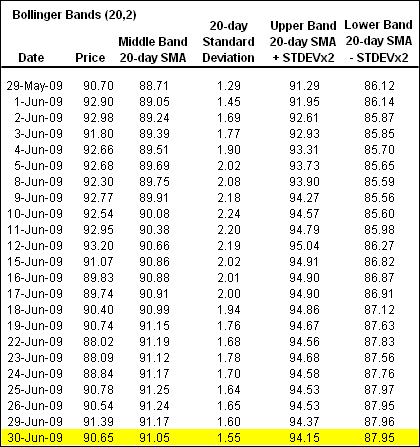 Bollinger Bands (20,2)
20-day Upper Band Lower Band
Middle Band Standard 20-day SMA 20-day SMA
Date Price 20-day SMA Deviation + STDEVx2 - STDEVx2
29-May-09 90.70 88.71 1.29 91.29 86.12
1-Jun-09 92.90 89.05 1.45 91.95 86.14
2-Jun-09 92.98 89.24 1.69 92.61 85.87
3-Jun-09 91.80 89.39 1.77 92.93 85.85
4-Jun-09 92.66 89.51 1.90 93.31 85.70
5-Jun-09 92.68 89.69 2.02 93.73 85.65
8-Jun-09 92.30 89.75 2.08 93.90 85.59
9-Jun-09 92.77 89.91 2.18 94.27 85.56
10-Jun-09 92.54 90.08 2.24 94.57 85.60
11-Jun-09 92.95 90.38 2.20 94.79 85.98
12-Jun-09 93.20 90.66 2.19 95.04 86.27
15-Jun-09 91.07 90.86 2.02 94.91 86.82
16-Jun-09 89.83 90.88 2.01 94.90 86.87
17-Jun-09 89.74 90.91 2.00 94.90 86.91
18-Jun-09 90.40 90.99 1.94 94.86 87.12
19-Jun-09 90.74 91.15 1.76 94.67 87.63
22-Jun-09 88.02 91.19 1.68 94.56 87.83
23-Jun-09 88.09 91.12 1.78 94.68 87.56
24-Jun-09 88.84 91.17 1.70 94.58 87.76
25-Jun-09 90.78 91.25 1.64 94.53 87.97
26-Jun-09 90.54 91.24 1.65 94.53 87.95
29-Jun-09 91.39 91.17 1.60 94.37 87.96
30-Jun-09 90.65 91.05 1.55 94.15 87.95